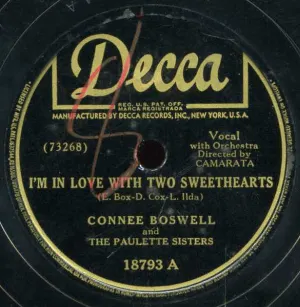 Decca
REG. U.S. PAT. OFF.
MARCA REGISTRADA
MANUFACTURED BY DECCA RECORDS, INC., NEW YORK, U.S.A.
(73268)
Vocal
with Orchestra
Directed by
CAMARATA
I'M IN LOVE WITH TWO SWEETHEARTS
(E. Box-D. Cox-L. Ilda)
CONNEE BOSWELL
and
THE PAULETTE SISTERS
18793 A